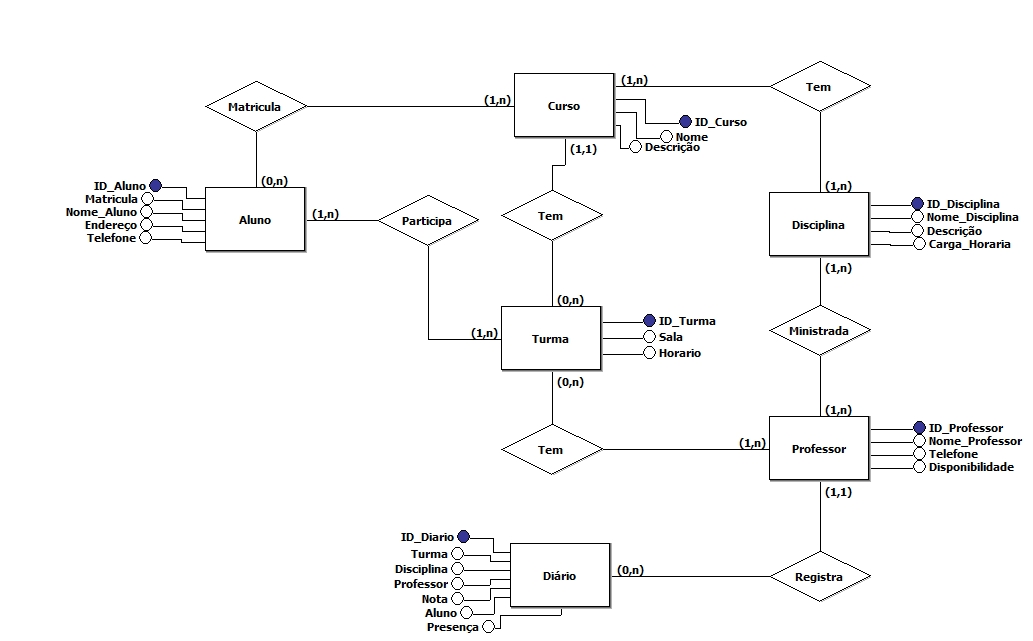 (1,n)
Tem
Matricula
(1,n)
Curso
ID_Curso
Nome
Descrição
(1,1)
(0,n)
(1,n)
ID_Aluno
Matricula
Nome_Aluno
Endereço
Telefone
Aluno
(1,n)
Participa
Tem
Disciplina
ID_Disciplina
Nome_Disciplina
Descrição
Carga_Horaria
(1,n)
(0,n)
(1,n)
Turma
ID_Turma
Sala
Horario
Ministrada
(0,n)
(1,n)
Tem
(1,n)
Professor
ID_Professor
Nome_Professor
Telefone
Disponibilidade
(1,1)
ID_Diario
Turma
Disciplina
Professor
Nota
Aluno
Presença
Diário
(0,n)
Registra